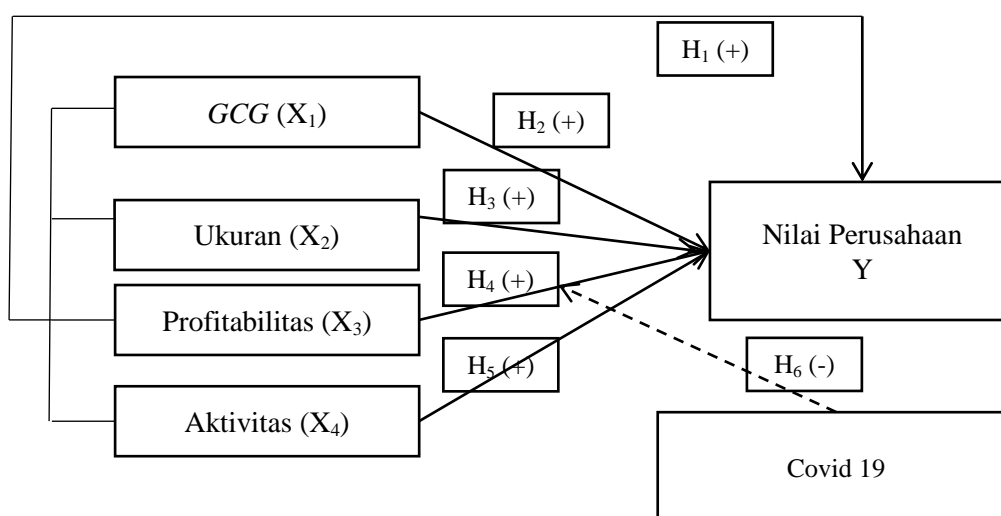 H₁ (+)
GCG (X₁)
H₂ (+)
H₃ (+)
Ukuran (X₂)
Nilai Perusahaan
Y
H₄ (+)
Profitabilitas (X₃)
H₅ (+)
H₆ (-)
Aktivitas (X₄)
Covid 19